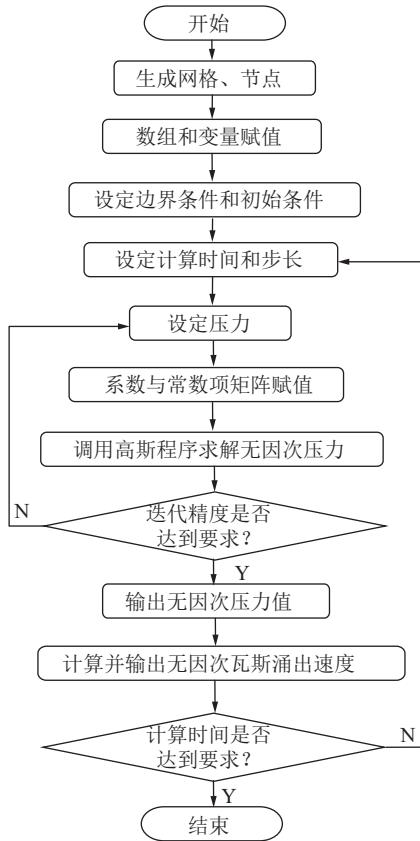 开始
生成网格、节点
数组和变量赋值
设定边界条件和初始条件
设定计算时间和步长
设定压力
系数与常数项矩阵赋值
调用高斯程序求解无因次压力
N
迭代精度是否
达到要求?
Y
输出无因次压力值
计算并输出无因次瓦斯涌出速度
计算时间是否
达到要求?
N
Y
结束